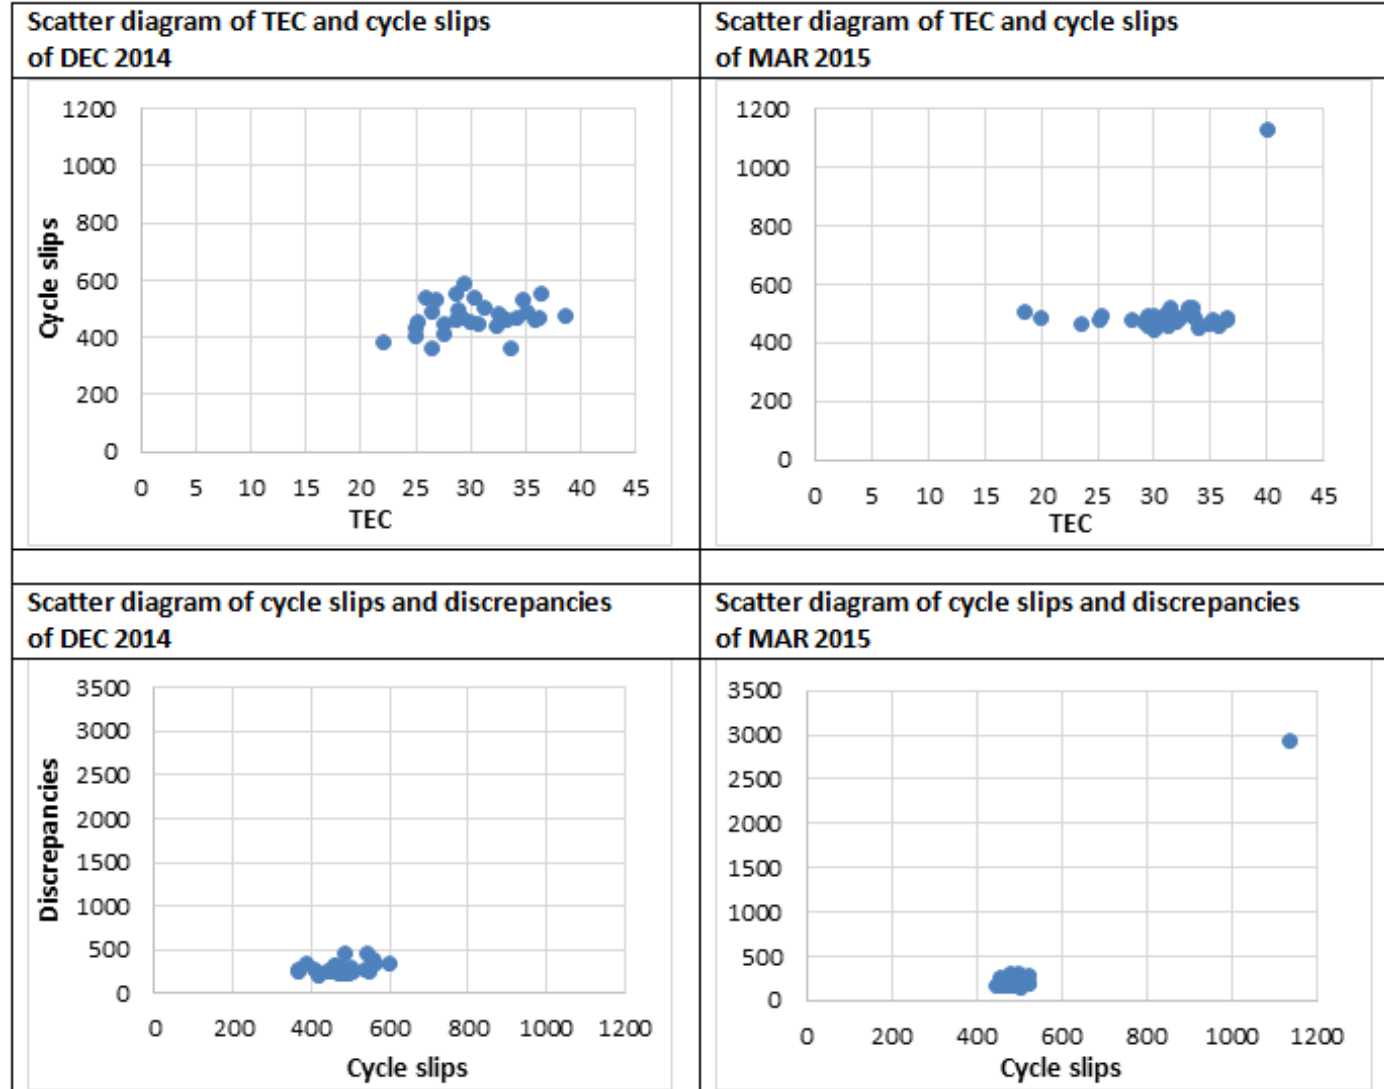 Scatter diagram of TEC and cycle slips
of DEC 2014
Scatter diagram of TEC and cycle slips
of MAR 2015
1200
1000
800
600
400
200
0
Cycle slips
0 5 10 15 20 25 30 35 40 45
TEC
1200
1000
800
600
400
200
0
0 5 10 15 20 25 30 35 40 45
TEC
Scatter diagram of cycle slips and discrepancies
of DEC 2014
Scatter diagram of cycle slips and discrepancies
of MAR 2015
3500
3000
2500
2000
1500
1000
500
0
Discrepancies
0 200 400 600 800 1000 1200
Cycle slips
3500
3000
2500
2000
1500
1000
500
0
0 200 400 600 800 1000 1200
Cycle slips